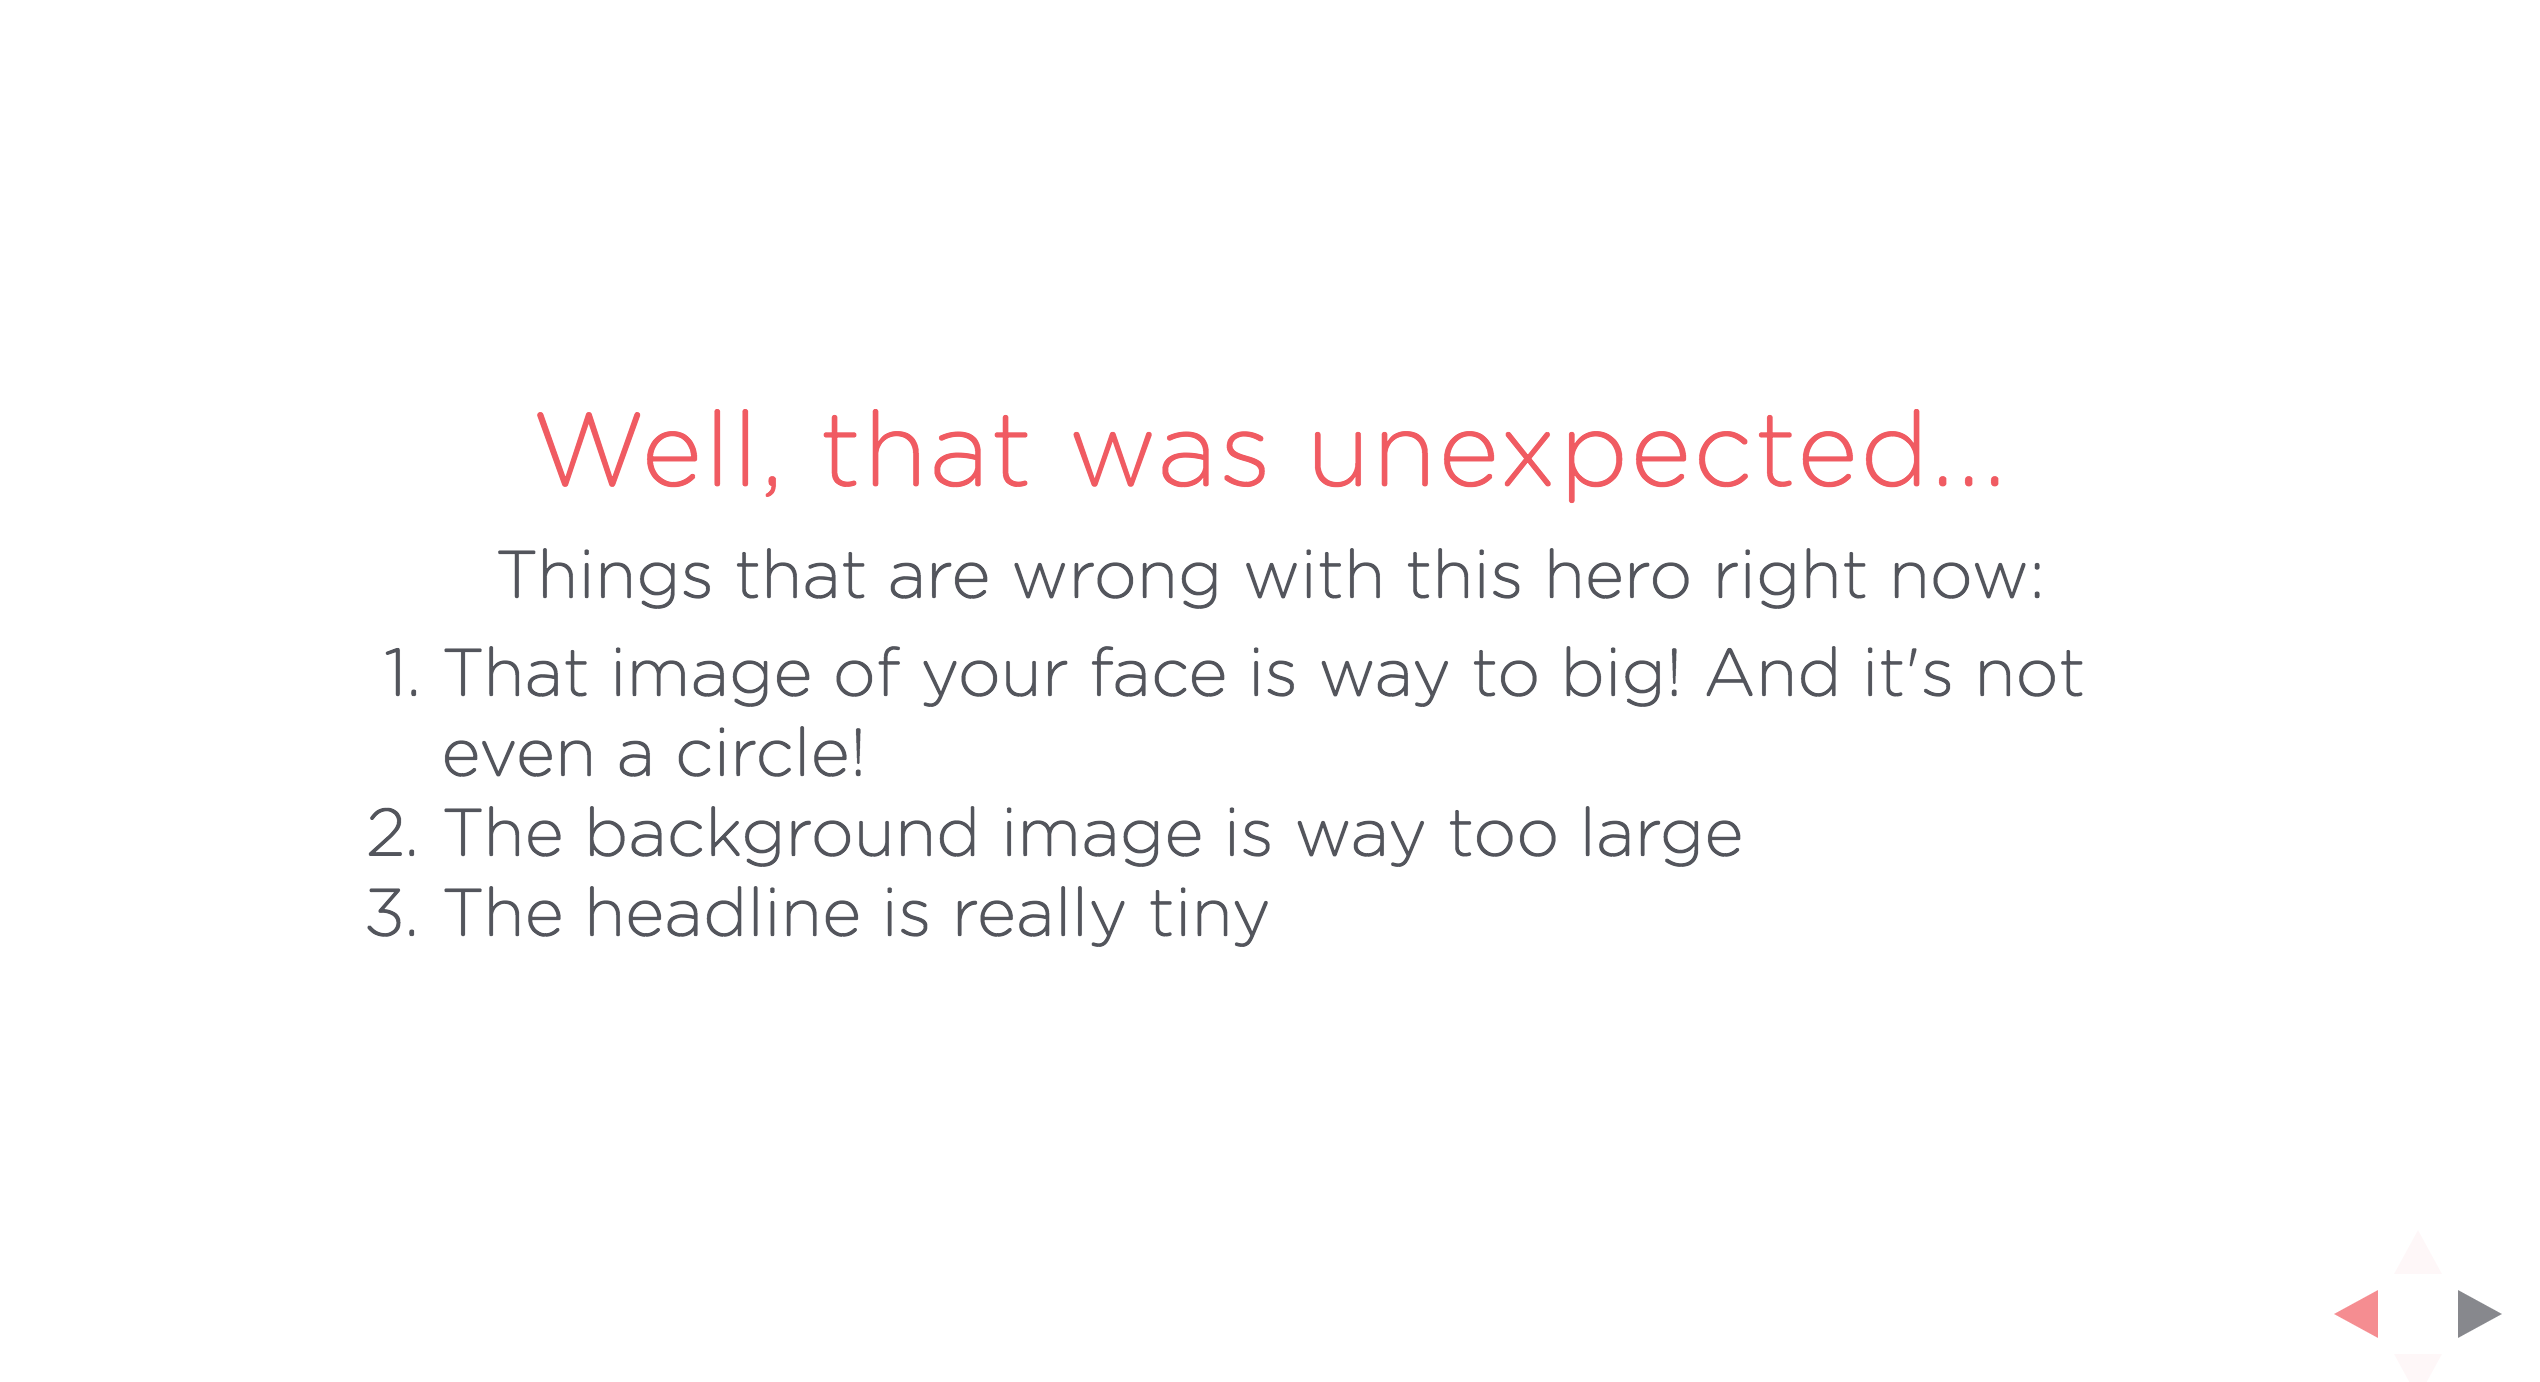 Well, that was unexpected...
Things that are wrong with this hero right now:
1. That image of your face is way to big! And it's not
even a circle!
2. The background image is way too large
3. The headline is really tiny